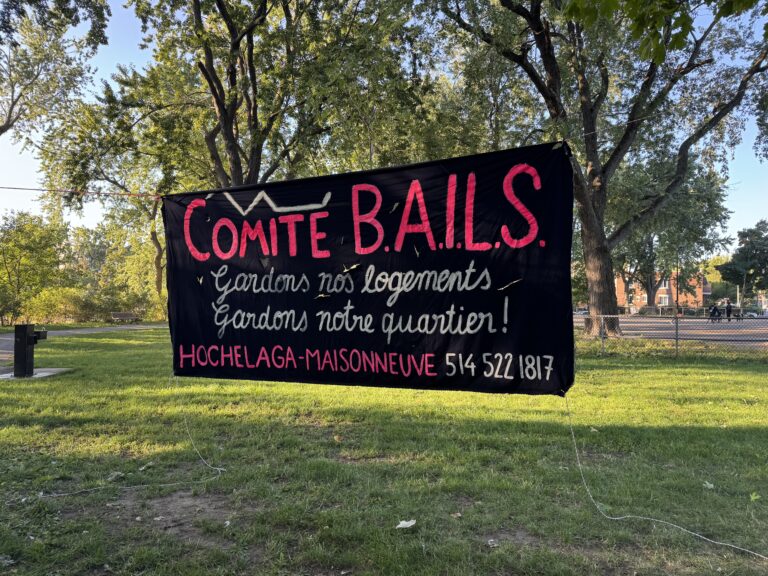 COMITÉ B.A.I.L.S.
Gardons nos logements
Gardons notre quartier!
HOCHELAGA-MAISONNEUVE 514 522 1817